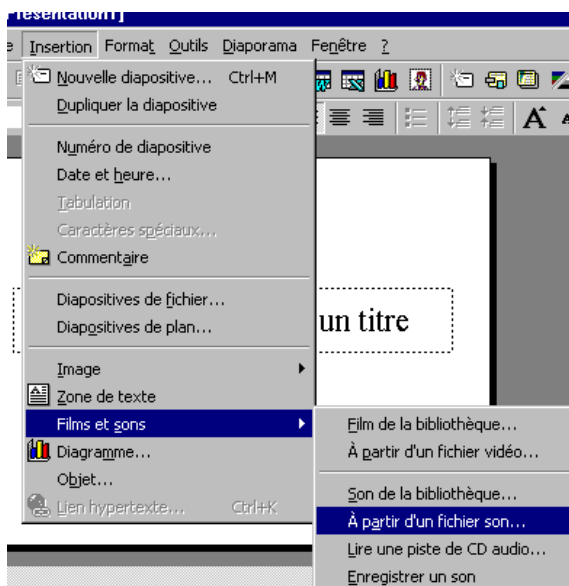 Présentation1]
Insertion Format Outils Diaporama Fenêtre ?
Nouvelle diapositive... Ctrl+M
Dupliquer la diapositive
Numéro de diapositive
Date et heure...
Tabulation
Caractères spéciaux...
Commentaire
Diapositives de fichier...
Diapositives de plan...
un titre
Image
Zone de texte
Films et sons
Diagramme...
Objet...
Lien hypertexte... Ctrl+K
Film de la bibliothèque...
À partir d'un fichier vidéo...
Son de la bibliothèque...
À partir d'un fichier son...
Lire une piste de CD audio...
Enregistrer un son